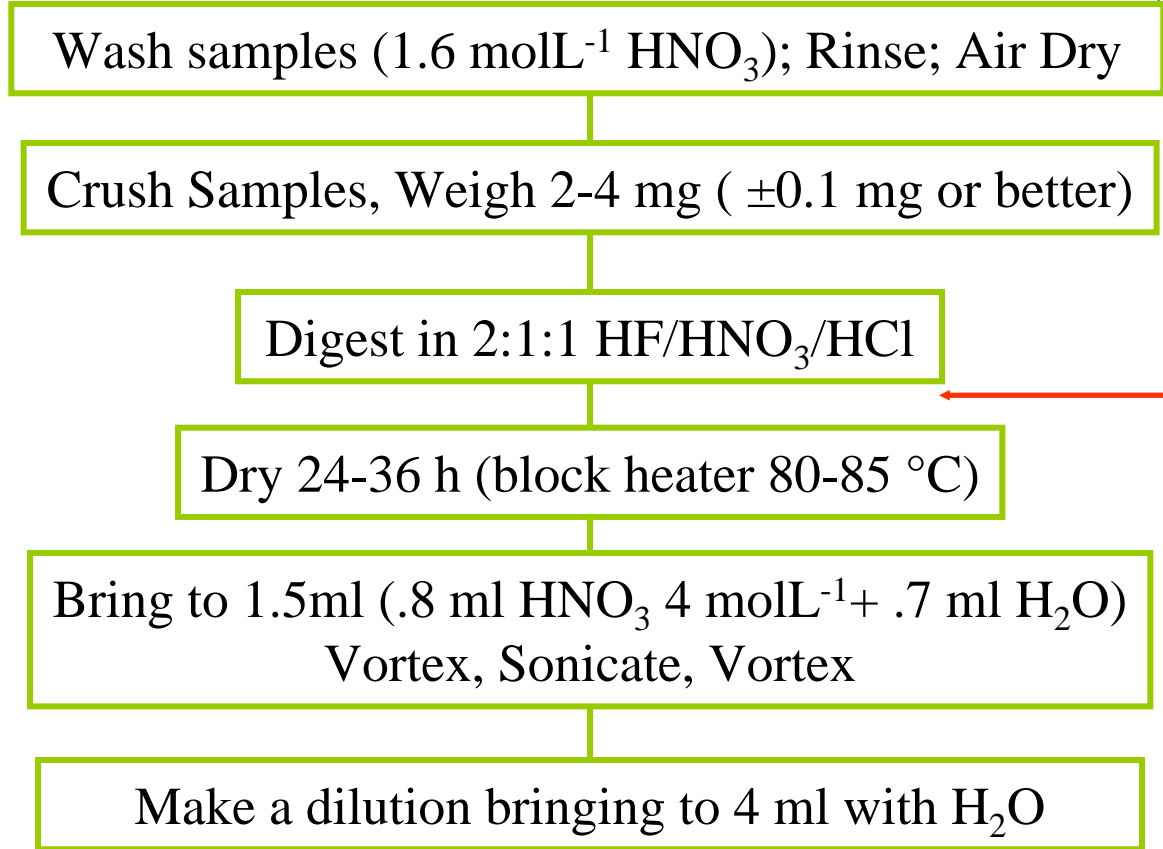 Wash samples (1.6 molL⁻¹ HNO₃); Rinse; Air Dry
Crush Samples, Weigh 2-4 mg ( ±0.1 mg or better)
Digest in 2:1:1 HF/HNO₃/HCl
Dry 24-36 h (block heater 80-85 °C)
Bring to 1.5ml (.8 ml HNO₃ 4 molL⁻¹+ .7 ml H₂O)
Vortex, Sonicate, Vortex
Make a dilution bringing to 4 ml with H₂O